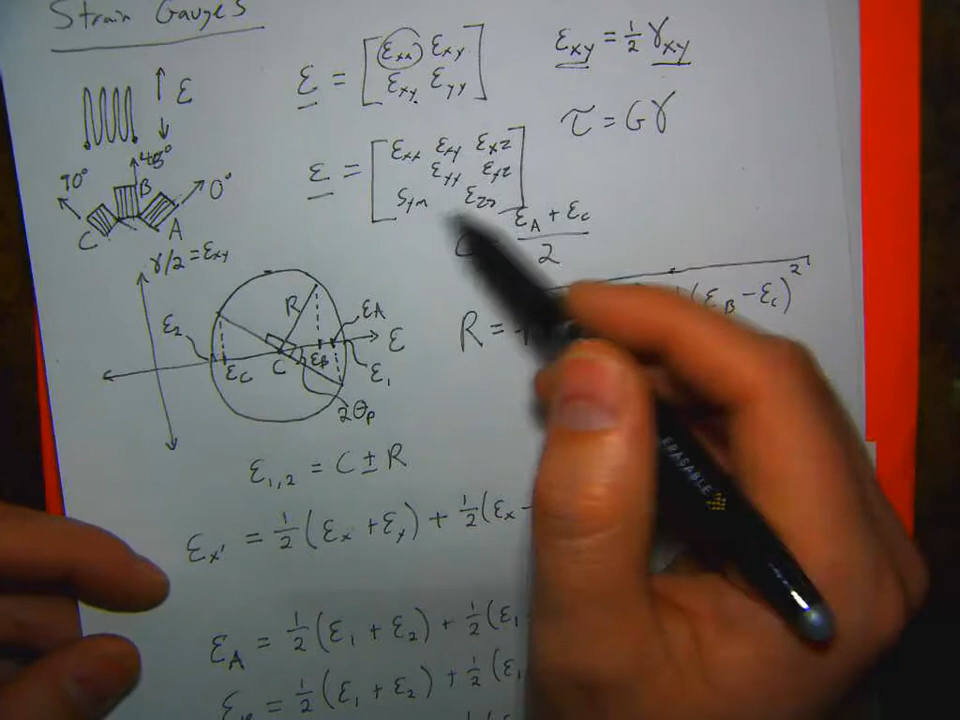 Strain Gauges
ε = [ εxx εxy
εxy εyy ]
εxy = 1/2 γxy
τ = Gγ
ε
ε = [ εxx εxy εxz
εyy εyz
sym εzz ]
90° 45° 0°
C B A
εA + εC
2
γ/2 = εxy
R = (εB - εC)²
R εA
ε2 ε
εC C εB ε1
2θp
ε1,2 = C ± R
εx' = 1/2 (εx + εy) + 1/2 (εx -
εA = 1/2 (ε1 + ε2) + 1/2 (ε1
= 1/2 (ε1 + ε2) + 1/2 (ε1
ERASABLE